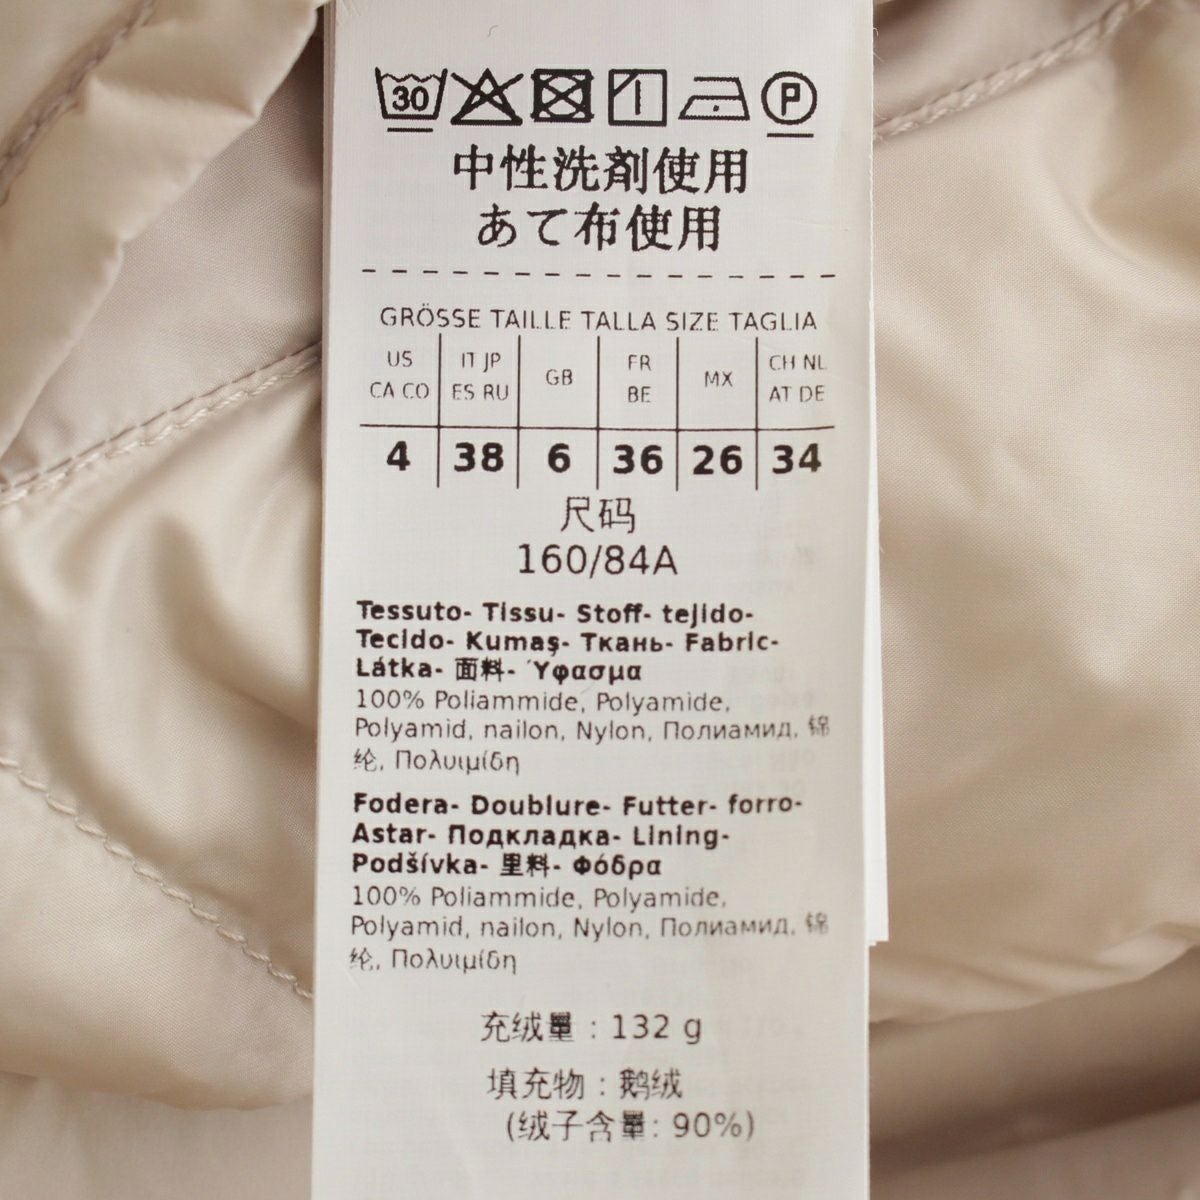 30 P
中性洗剤使用
あて布使用
GRÖSSE TAILLE TALLA SIZE TAGLIA
US IT JP GB FR MX CH NL
CA CO ES RU BE AT DE
4 38 6 36 26 34
尺码
160/84A
Tessuto- Tissu- Stoff- tejido-
Tecido- Kumaş- Ткань- Fabric-
Látka- 面料- Ύφασμα
100% Poliammide, Polyamide,
Polyamid, nailon, Nylon, Полиамид, 锦
纶, Πολυιμίδη
Fodera- Doublure- Futter- forro-
Astar- Подкладка- Lining-
Podšívka- 里料- Φόδρα
100% Poliammide, Polyamide,
Polyamid, nailon, Nylon, Полиамид, 锦
纶, Πολυιμίδη
充绒量 : 132 g
填充物 : 鹅绒
(绒子含量: 90%)